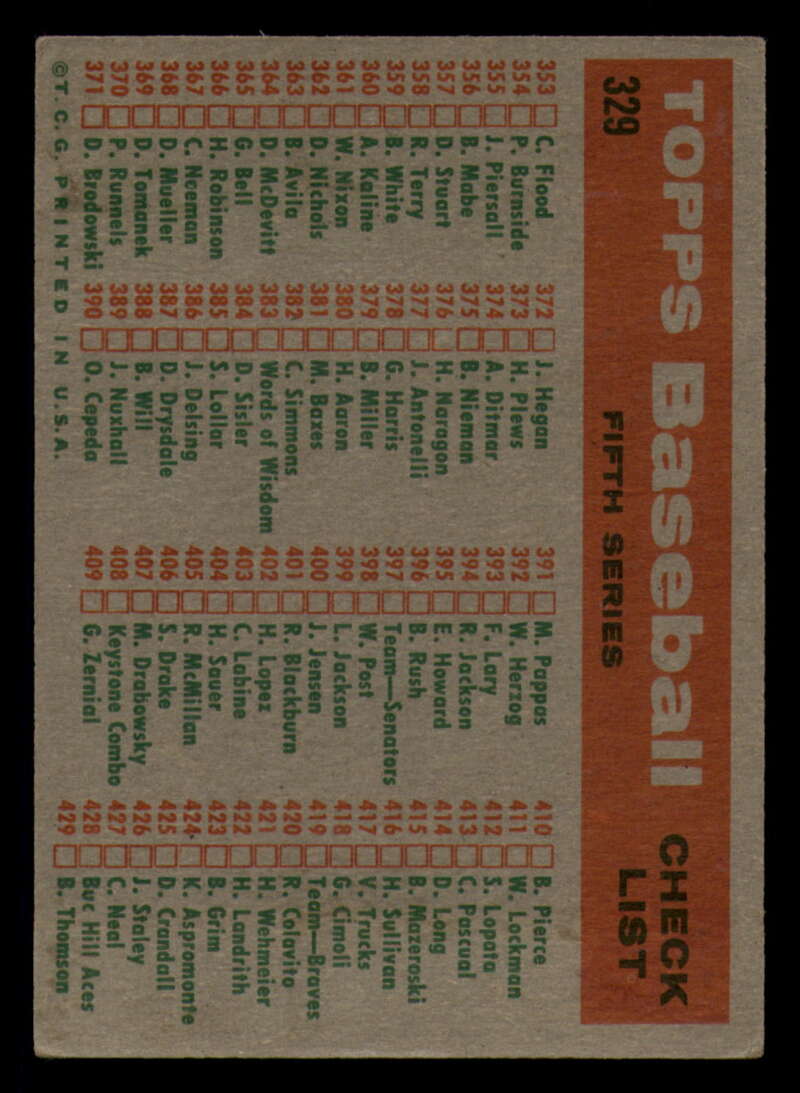 TOPPS Baseball CHECK LIST
329 FIFTH SERIES
353 C. Flood
354 P. Burnside
355 J. Piersall
356 B. Mabe
357 D. Stuart
358 R. Terry
359 B. White
360 A. Kaline
361 W. Nixon
362 D. Nichols
363 B. Avila
364 D. McDevitt
365 G. Bell
366 H. Robinson
367 C. Neeman
368 D. Mueller
369 D. Tomanek
370 P. Runnels
371 D. Brodowski
372 J. Hegan
373 H. Plews
374 A. Ditmar
375 B. Nieman
376 H. Naragon
377 J. Antonelli
378 G. Harris
379 B. Miller
380 H. Aaron
381 M. Baxes
382 C. Simmons
383 Words of Wisdom
384 D. Sisler
385 S. Lollar
386 J. Delsing
387 D. Drysdale
388 B. Will
389 J. Nuxhall
390 O. Cepeda
391 M. Pappas
392 W. Herzog
393 F. Lary
394 R. Jackson
395 E. Howard
396 B. Rush
397 Team—Senators
398 W. Post
399 L. Jackson
400 J. Jensen
401 R. Blackburn
402 H. Lopez
403 C. Labine
404 H. Sauer
405 R. McMillan
406 S. Drake
407 M. Drabowsky
408 Keystone Combo
409 G. Zernial
410 B. Pierce
411 W. Lockman
412 S. Lopata
413 C. Pascual
414 D. Long
415 B. Mazeroski
416 H. Sullivan
417 V. Trucks
418 G. Cimoli
419 Team—Braves
420 R. Colavito
421 H. Wehmeier
422 H. Landrith
423 B. Grim
424 K. Aspromonte
425 D. Crandall
426 J. Staley
427 C. Neal
428 Buc Hill Aces
429 B. Thomson
©T.C.G. PRINTED IN U.S.A.